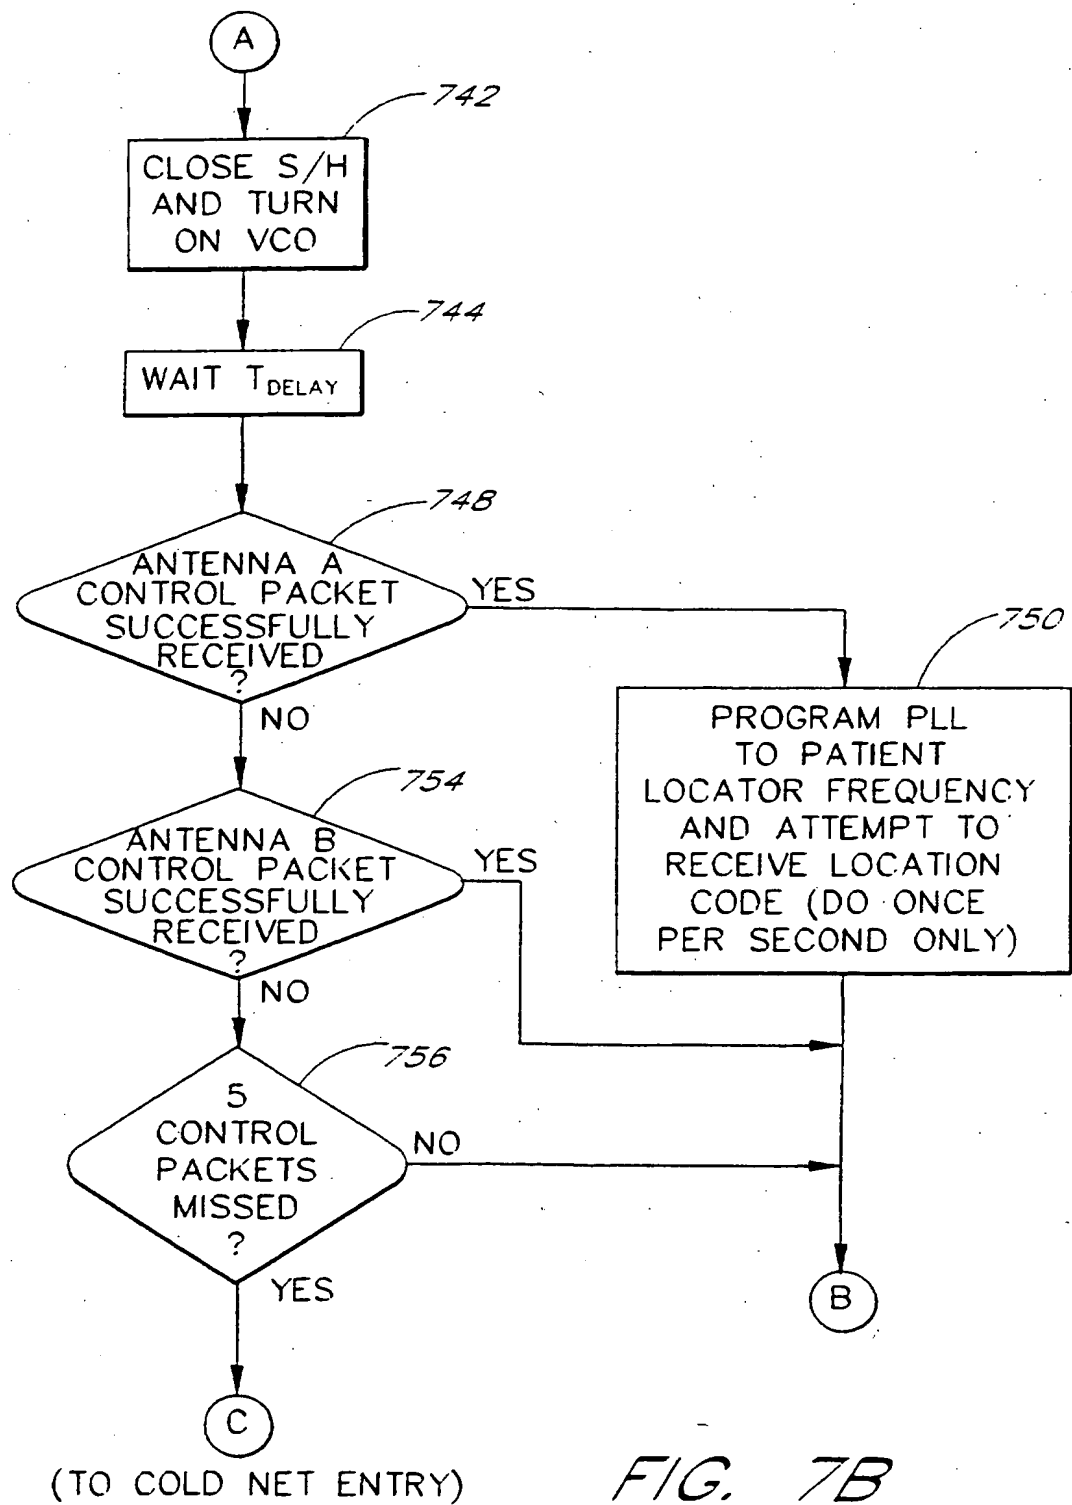 A
742
CLOSE S/H
AND TURN
ON VCO
744
WAIT TDELAY
748
ANTENNA A
CONTROL PACKET
SUCCESSFULLY
RECEIVED
?
YES
NO
750
PROGRAM PLL
TO PATIENT
LOCATOR FREQUENCY
AND ATTEMPT TO
RECEIVE LOCATION
CODE (DO ONCE
PER SECOND ONLY)
754
ANTENNA B
CONTROL PACKET
SUCCESSFULLY
RECEIVED
?
YES
NO
756
5
CONTROL
PACKETS
MISSED
?
NO
YES
B
C
(TO COLD NET ENTRY)
FIG. 7B